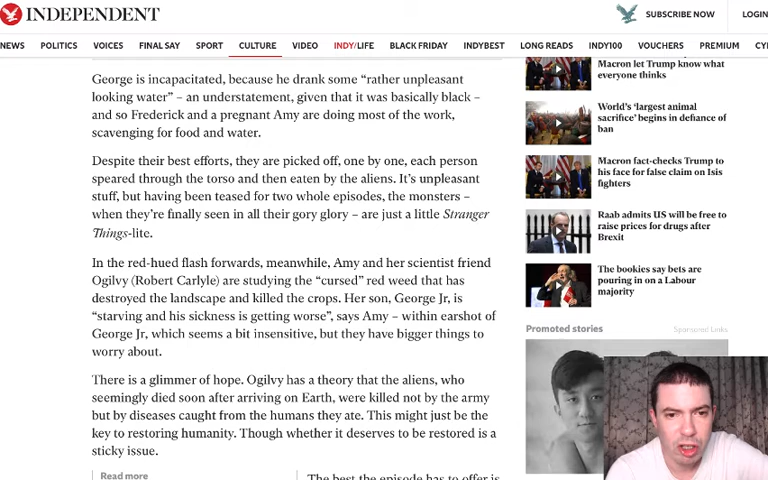 INDEPENDENT
SUBSCRIBE NOW
LOGIN
NEWS POLITICS VOICES FINAL SAY SPORT CULTURE VIDEO INDY/LIFE BLACK FRIDAY INDYBEST LONG READS INDY100 VOUCHERS PREMIUM
George is incapacitated, because he drank some “rather unpleasant
looking water” – an understatement, given that it was basically black –
and so Frederick and a pregnant Amy are doing most of the work,
scavenging for food and water.
Despite their best efforts, they are picked off, one by one, each person
speared through the torso and then eaten by the aliens. It’s unpleasant
stuff, but having been teased for two whole episodes, the monsters –
when they’re finally seen in all their gory glory – are just a little Stranger
Things-lite.
In the red-hued flash forwards, meanwhile, Amy and her scientist friend
Ogilvy (Robert Carlyle) are studying the “cursed” red weed that has
destroyed the landscape and killed the crops. Her son, George Jr, is
“starving and his sickness is getting worse”, says Amy – within earshot of
George Jr, which seems a bit insensitive, but they have bigger things to
worry about.
There is a glimmer of hope. Ogilvy has a theory that the aliens, who
seemingly died soon after arriving on Earth, were killed not by the army
but by diseases caught from the humans they ate. This might just be the
key to restoring humanity. Though whether it deserves to be restored is a
sticky issue.
Read more
The best the episode has to offer is
Macron let Trump know what
everyone thinks
World’s ‘largest animal
sacrifice’ begins in defiance of
ban
Macron fact-checks Trump to
his face for false claim on Isis
fighters
Raab admits US will be free to
raise prices for drugs after
Brexit
The bookies say bets are
pouring in on a Labour
majority
Promoted stories
Sponsored Links